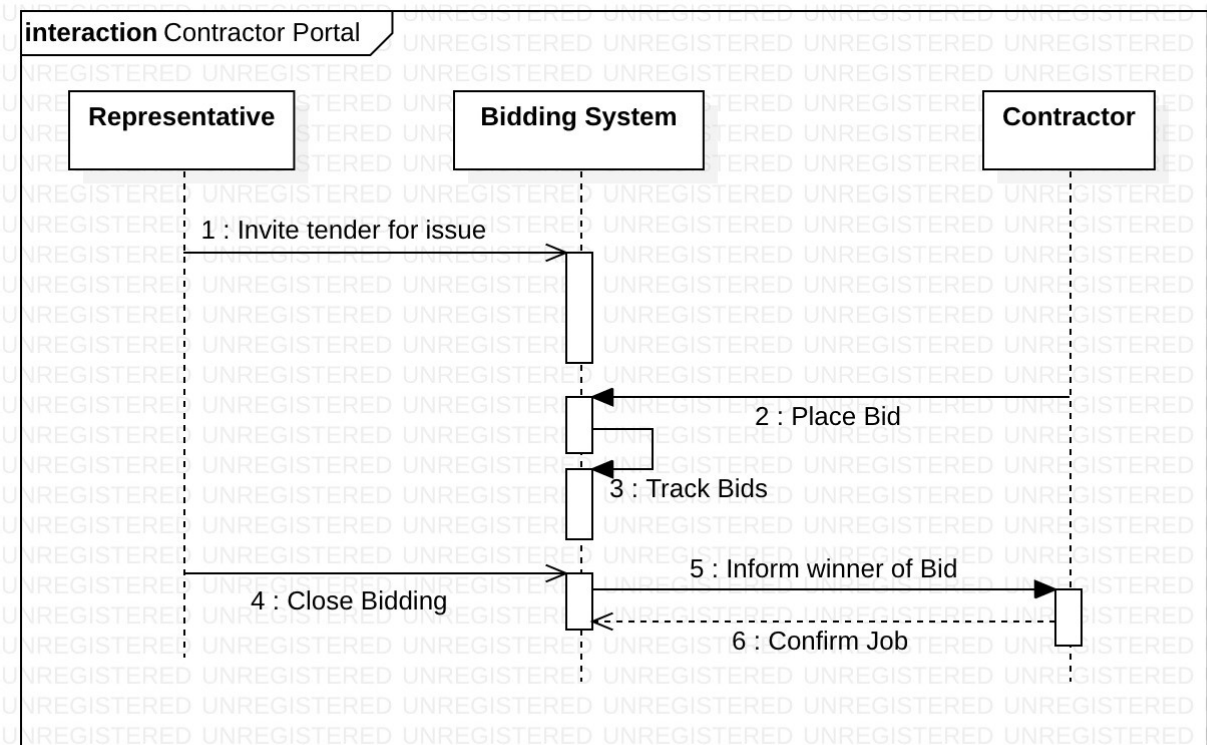 interaction Contractor Portal
Representative
Bidding System
Contractor
1 : Invite tender for issue
2 : Place Bid
3 : Track Bids
5 : Inform winner of Bid
4 : Close Bidding
6 : Confirm Job
UNREGISTERED